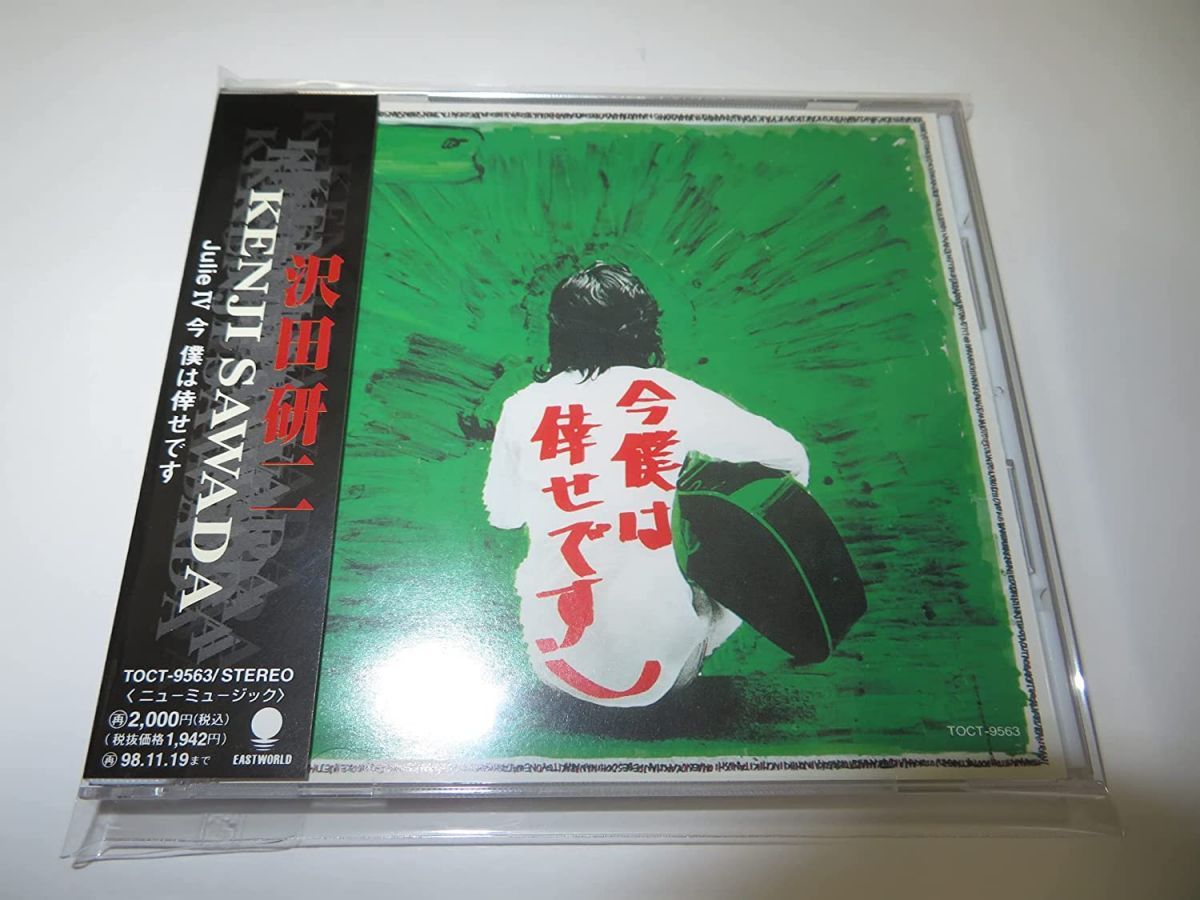 沢田研二
KENJI SAWADA
Julie IV 今 僕は倖せです
TOCT-9563/STEREO
〈ニューミュージック〉
再2,000円(税込)
(税抜価格1,942円)
再98.11.19まで
EASTWORLD
今僕は
倖せです
TOCT-9563